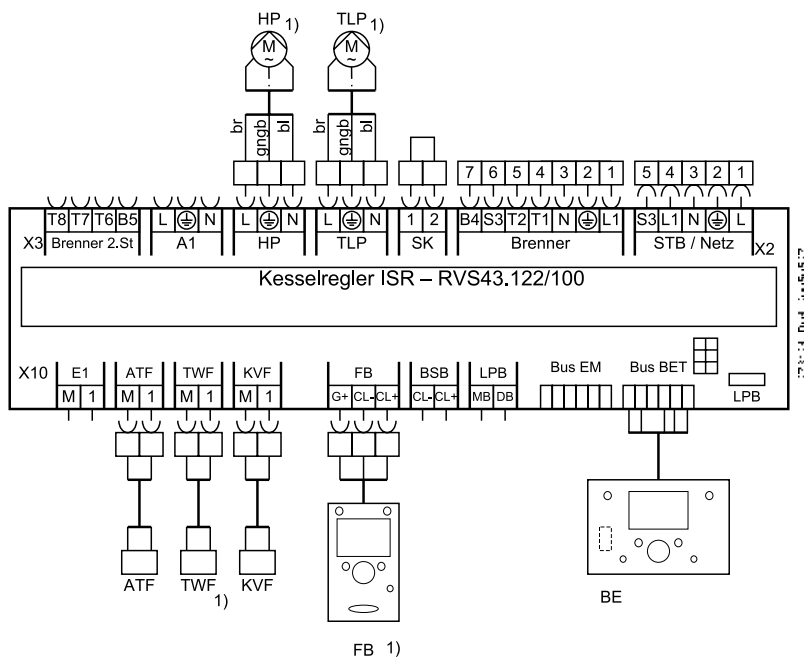 HP 1) TLP 1)
M ~ M ~
br gngb bl br gngb bl
7 6 5 4 3 2 1 5 4 3 2 1
T8 T7 T6 B5 L N L N L N 1 2 B4 S3 T2 T1 N L1 S3 L1 N L
X3 Brenner 2.St A1 HP TLP SK Brenner STB / Netz X2
Kesselregler ISR – RVS43.122/100
X10 E1 ATF TWF KVF FB BSB LPB Bus EM Bus BET
M 1 M 1 M 1 M 1 G+ CL- CL+ CL- CL+ MB DB LPB
ATF TWF 1) KVF
BE
FB 1)